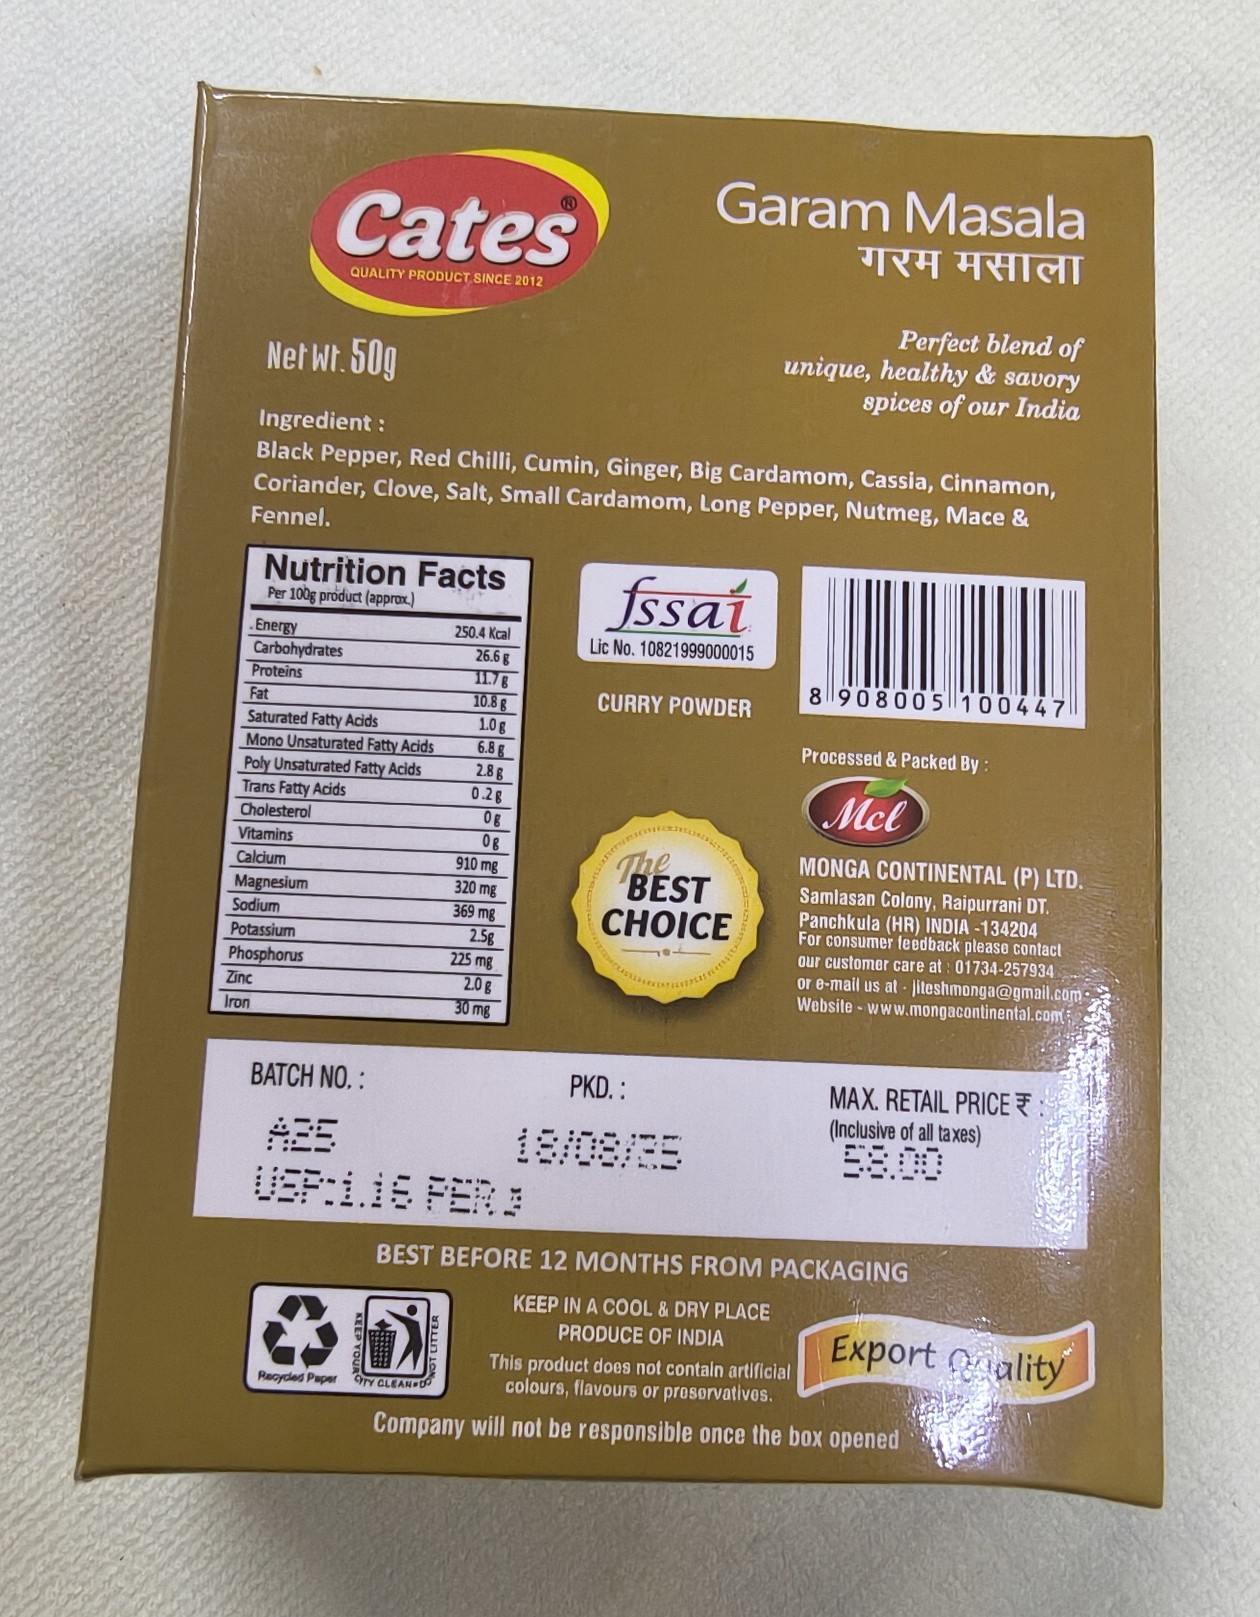 Cates®
QUALITY PRODUCT SINCE 2012
Garam Masala
गरम मसाला
Net Wt. 50g
Perfect blend of
unique, healthy & savory
spices of our India
Ingredient :
Black Pepper, Red Chilli, Cumin, Ginger, Big Cardamom, Cassia, Cinnamon,
Coriander, Clove, Salt, Small Cardamom, Long Pepper, Nutmeg, Mace &
Fennel.
Nutrition Facts
Per 100g product (approx.)
Energy 250.4 Kcal
Carbohydrates 26.6 g
Proteins 11.7 g
Fat 10.8 g
Saturated Fatty Acids 1.0 g
Mono Unsaturated Fatty Acids 6.8 g
Poly Unsaturated Fatty Acids 2.8 g
Trans Fatty Acids 0.2 g
Cholesterol 0 g
Vitamins 0 g
Calcium 910 mg
Magnesium 320 mg
Sodium 369 mg
Potassium 2.5g
Phosphorus 225 mg
Zinc 2.0 g
Iron 30 mg
fssai
Lic No. 10821999000015
CURRY POWDER
The
BEST
CHOICE
8 908005 100447
Processed & Packed By :
Mcl
MONGA CONTINENTAL (P) LTD.
Samlasan Colony, Raipurrani DT.
Panchkula (HR) INDIA -134204
For consumer feedback please contact
our customer care at : 01734-257934
or e-mail us at - jiteshmonga@gmail.com
Website - www.mongacontinental.com
BATCH NO. :
A25
PKD. :
18/08/25
MAX. RETAIL PRICE ₹ :
(Inclusive of all taxes)
58.00
USP:1.16 PER
BEST BEFORE 12 MONTHS FROM PACKAGING
KEEP IN A COOL & DRY PLACE
PRODUCE OF INDIA
This product does not contain artificial
colours, flavours or preservatives.
Recycled Paper
KEEP YOUR CITY CLEAN DO NOT LITTER
Export Quality
Company will not be responsible once the box opened